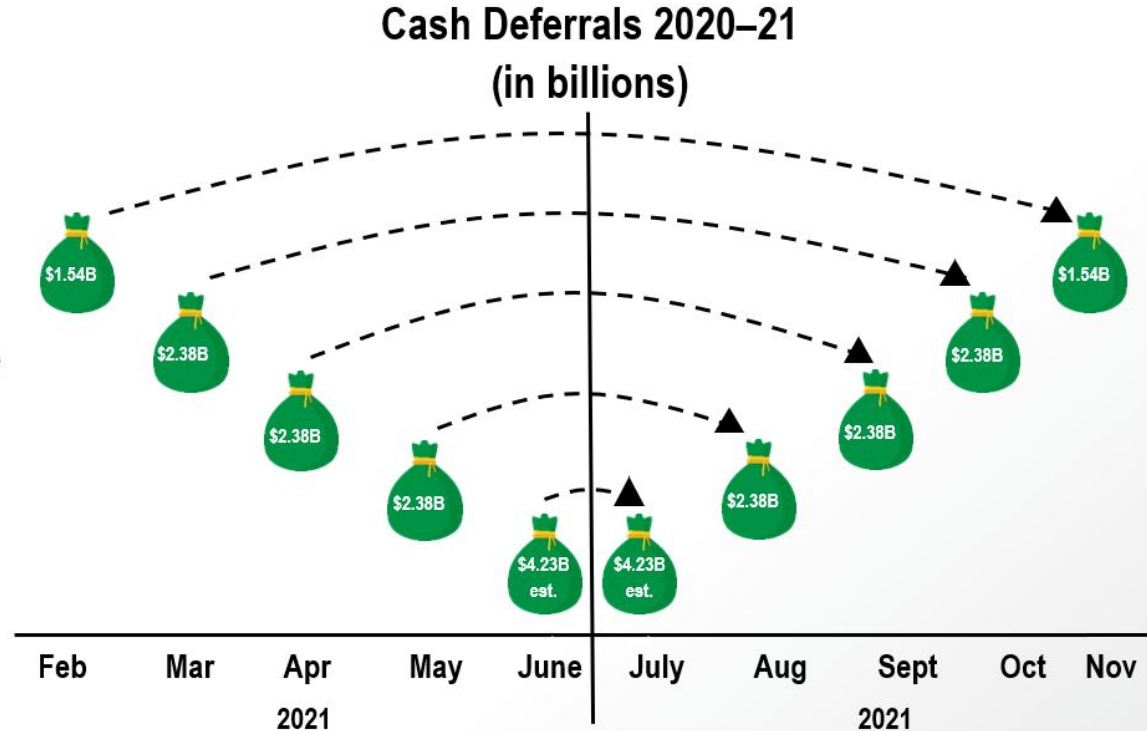 Cash Deferrals 2020–21
(in billions)
$1.54B
$1.54B
$2.38B
$2.38B
$2.38B
$2.38B
$2.38B
$2.38B
$4.23B
est.
$4.23B
est.
Feb Mar Apr May June July Aug Sept Oct Nov
2021 2021